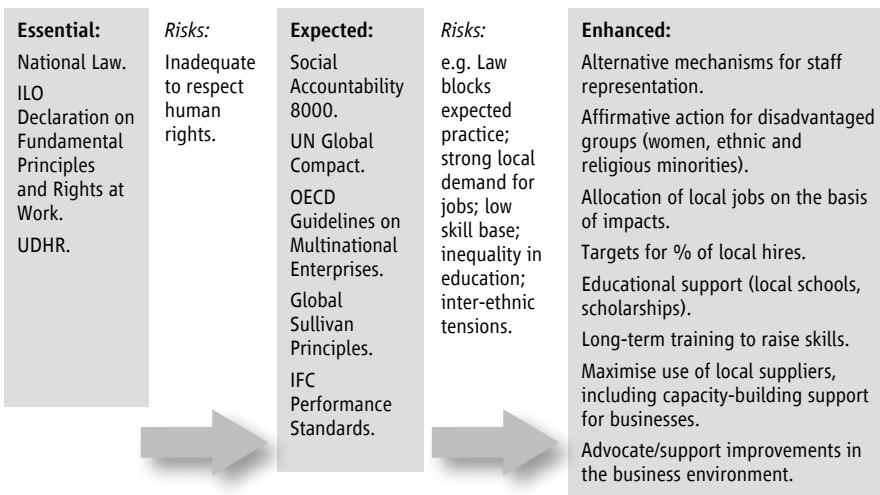 Essential:
National Law.
ILO
Declaration on
Fundamental
Principles
and Rights at
Work.
UDHR.
Risks:
Inadequate
to respect
human
rights.
Expected:
Social
Accountability
8000.
UN Global
Compact.
OECD
Guidelines on
Multinational
Enterprises.
Global
Sullivan
Principles.
IFC
Performance
Standards.
Risks:
e.g. Law
blocks
expected
practice;
strong local
demand for
jobs; low
skill base;
inequality in
education;
inter-ethnic
tensions.
Enhanced:
Alternative mechanisms for staff
representation.
Affirmative action for disadvantaged
groups (women, ethnic and
religious minorities).
Allocation of local jobs on the basis
of impacts.
Targets for % of local hires.
Educational support (local schools,
scholarships).
Long-term training to raise skills.
Maximise use of local suppliers,
including capacity-building support
for businesses.
Advocate/support improvements in
the business environment.